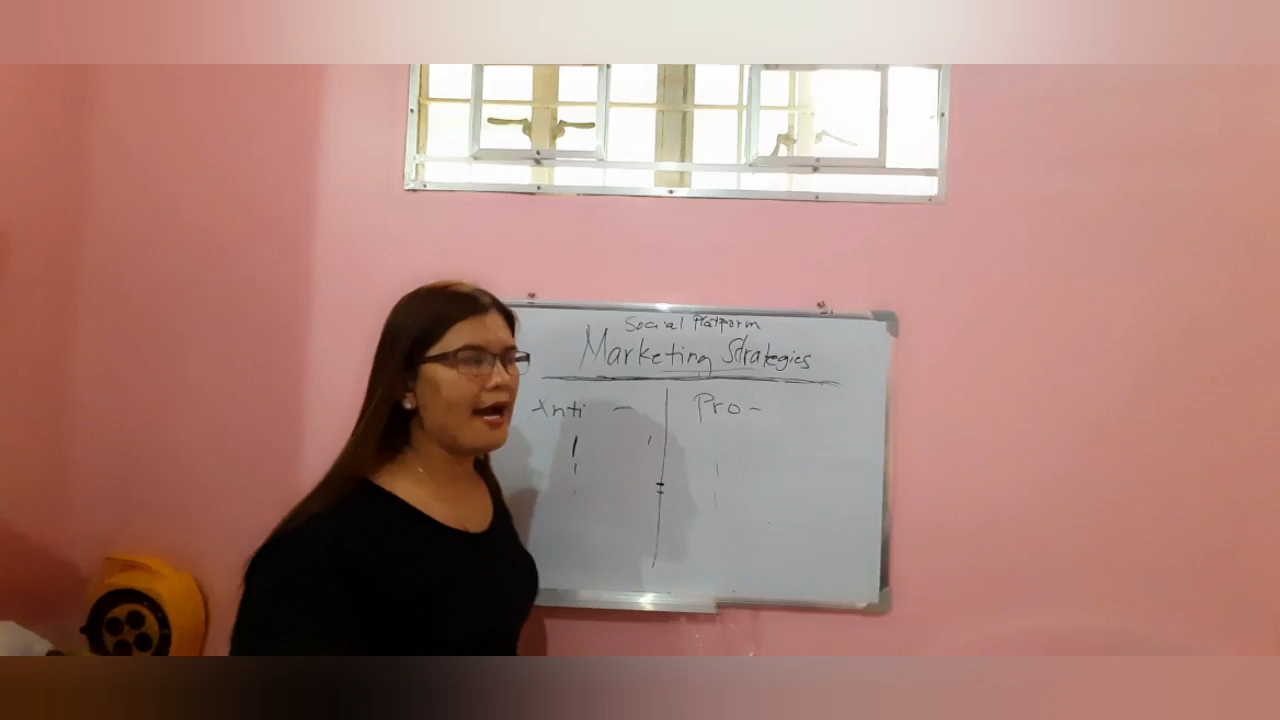 Social Platform
Marketing Strategies
Anti - Pro -